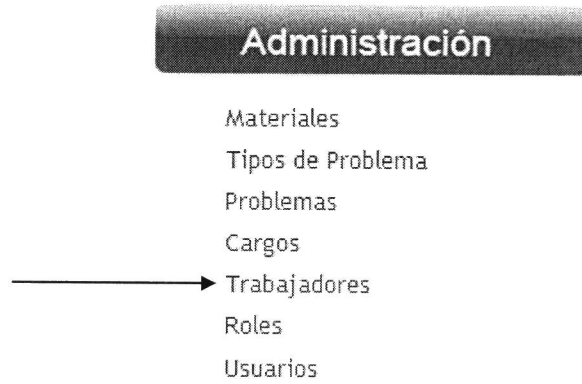 Administración
Materiales
Tipos de Problema
Problemas
Cargos
Trabajadores
Roles
Usuarios